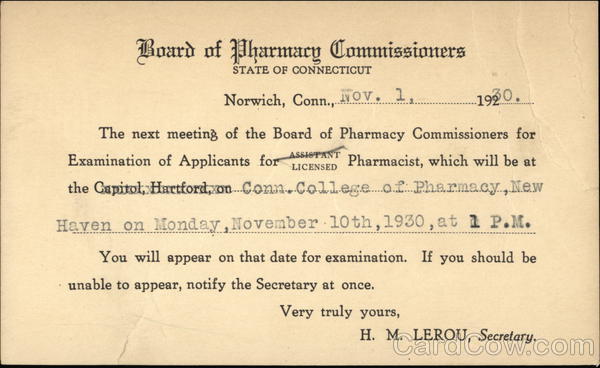 Board of Pharmacy Commissioners
STATE OF CONNECTICUT
Norwich, Conn., Nov. 1, 1930.
The next meeting of the Board of Pharmacy Commissioners for
Examination of Applicants for ASSISTANT LICENSED Pharmacist, which will be at
the Capitol, Hartford, on Conn.College of Pharmacy,New
Haven on Monday,November 10th,1930,at 1 P.M.
You will appear on that date for examination. If you should be
unable to appear, notify the Secretary at once.
Very truly yours,
H. M. LEROU, Secretary.
CardCow.com